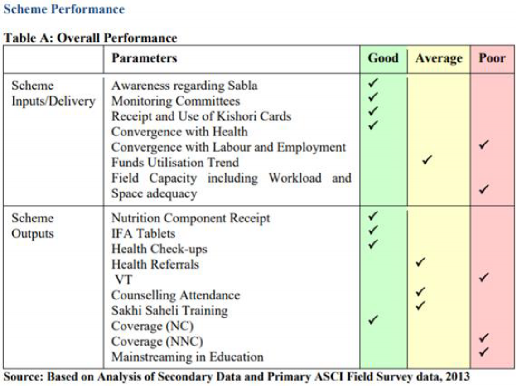 Scheme Performance
Table A: Overall Performance
Parameters Good Average Poor
Scheme Awareness regarding Sabla ✓
Inputs/Delivery Monitoring Committees ✓
Receipt and Use of Kishori Cards ✓
Convergence with Health ✓
Convergence with Labour and Employment ✓
Funds Utilisation Trend ✓
Field Capacity including Workload and
Space adequacy ✓
Scheme Nutrition Component Receipt ✓
Outputs IFA Tablets ✓
Health Check-ups ✓
Health Referrals ✓
VT ✓
Counselling Attendance ✓
Sakhi Saheli Training ✓
Coverage (NC) ✓
Coverage (NNC) ✓
Mainstreaming in Education ✓
Source: Based on Analysis of Secondary Data and Primary ASCI Field Survey data, 2013